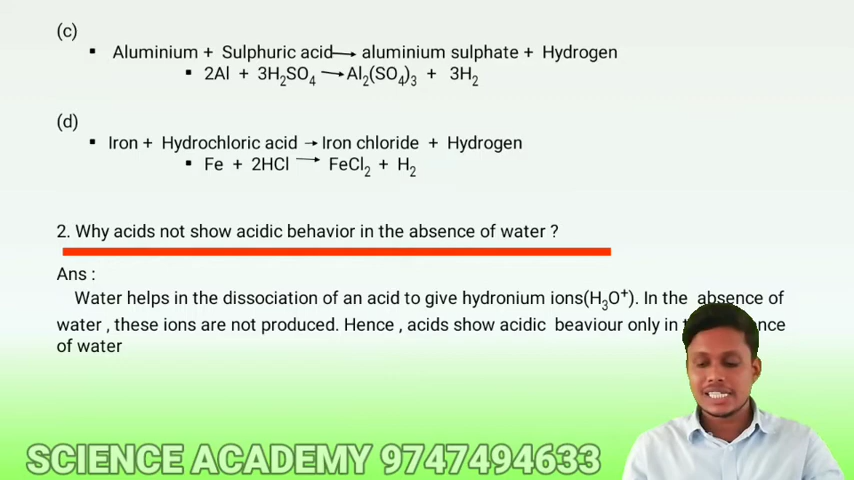 (c)
▪ Aluminium + Sulphuric acid→ aluminium sulphate + Hydrogen
▪ 2Al + 3H₂SO₄ → Al₂(SO₄)₃ + 3H₂
(d)
▪ Iron + Hydrochloric acid → Iron chloride + Hydrogen
▪ Fe + 2HCl → FeCl₂ + H₂
2. Why acids not show acidic behavior in the absence of water ?
Ans :
Water helps in the dissociation of an acid to give hydronium ions(H₃O⁺). In the absence of
water , these ions are not produced. Hence , acids show acidic beaviour only in
of water
SCIENCE ACADEMY 9747494633